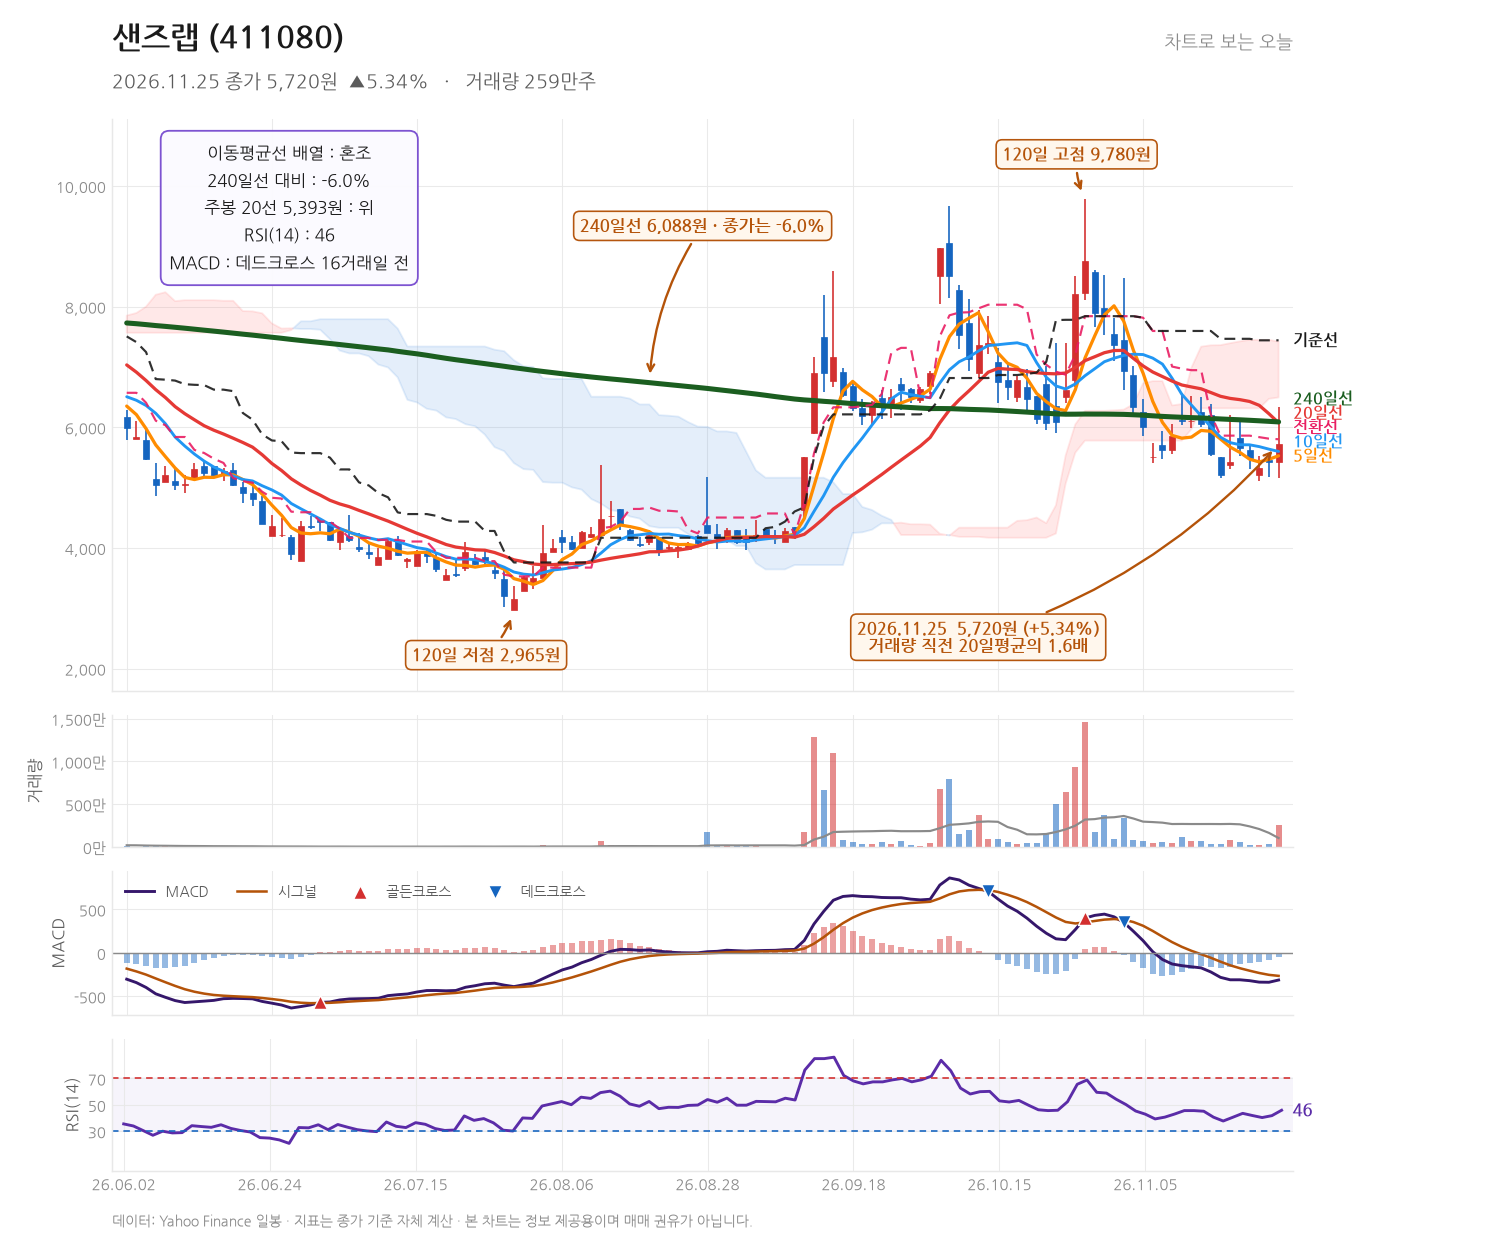 샌즈랩 (411080)
차트로 보는 오늘
2026.11.25 종가 5,720원 ▲5.34% · 거래량 259만주
이동평균선 배열 : 혼조
240일선 대비 : -6.0%
주봉 20선 5,393원 : 위
RSI(14) : 46
MACD : 데드크로스 16거래일 전
120일 고점 9,780원
240일선 6,088원 · 종가는 -6.0%
120일 저점 2,965원
2026.11.25 5,720원 (+5.34%)
거래량 직전 20일평균의 1.6배
10,000
8,000
6,000
4,000
2,000
기준선
240일선
20일선
전환선
10일선
5일선
거래량
1,500만
1,000만
500만
0만
MACD
MACD
시그널
골든크로스
데드크로스
500
0
-500
RSI(14)
70
50
30
46
26.06.02
26.06.24
26.07.15
26.08.06
26.08.28
26.09.18
26.10.15
26.11.05
데이터: Yahoo Finance 일봉 · 지표는 종가 기준 자체 계산 · 본 차트는 정보 제공용이며 매매 권유가 아닙니다.